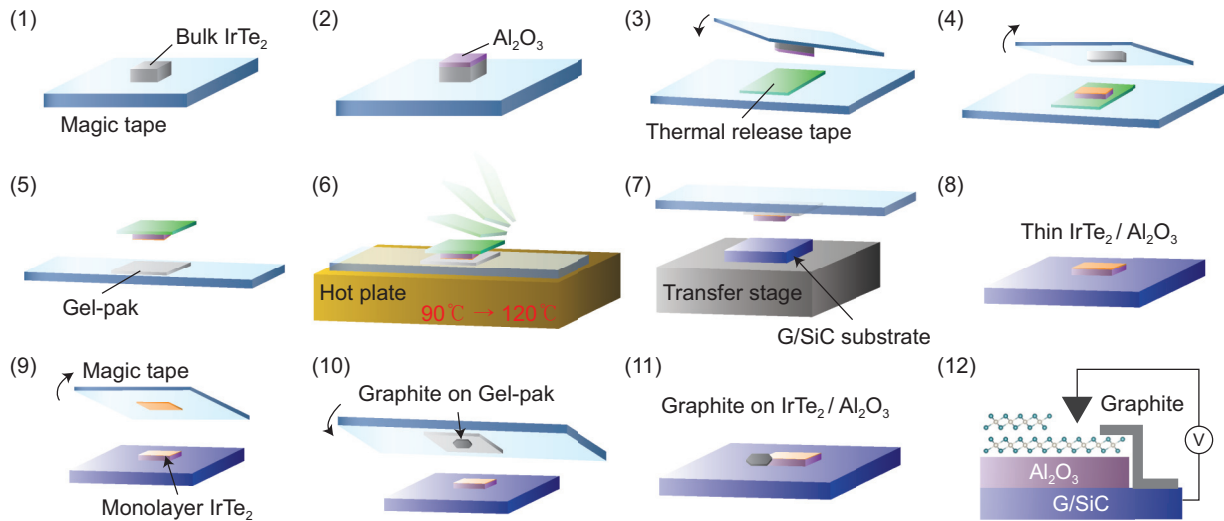 (1)
Bulk IrTe₂
Magic tape
(2)
Al₂O₃
(3)
Thermal release tape
(4)
(5)
Gel-pak
(6)
Hot plate
90℃ → 120℃
(7)
Transfer stage
G/SiC substrate
(8)
Thin IrTe₂ / Al₂O₃
(9)
Magic tape
Monolayer IrTe₂
(10)
Graphite on Gel-pak
(11)
Graphite on IrTe₂ / Al₂O₃
(12)
Graphite
V
Al₂O₃
G/SiC